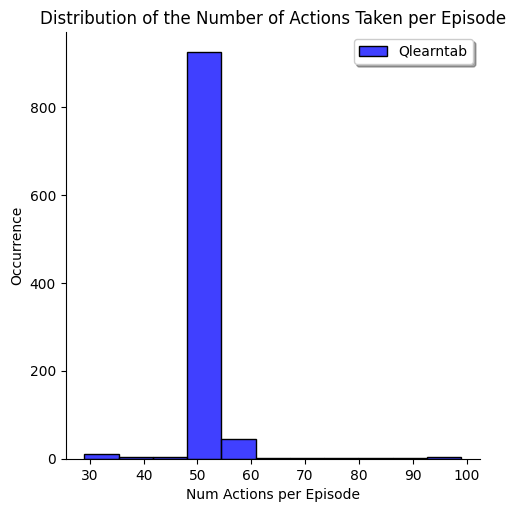 Distribution of the Number of Actions Taken per Episode
Qlearntab
800
600
400
200
0
Occurrence
30 40 50 60 70 80 90 100
Num Actions per Episode